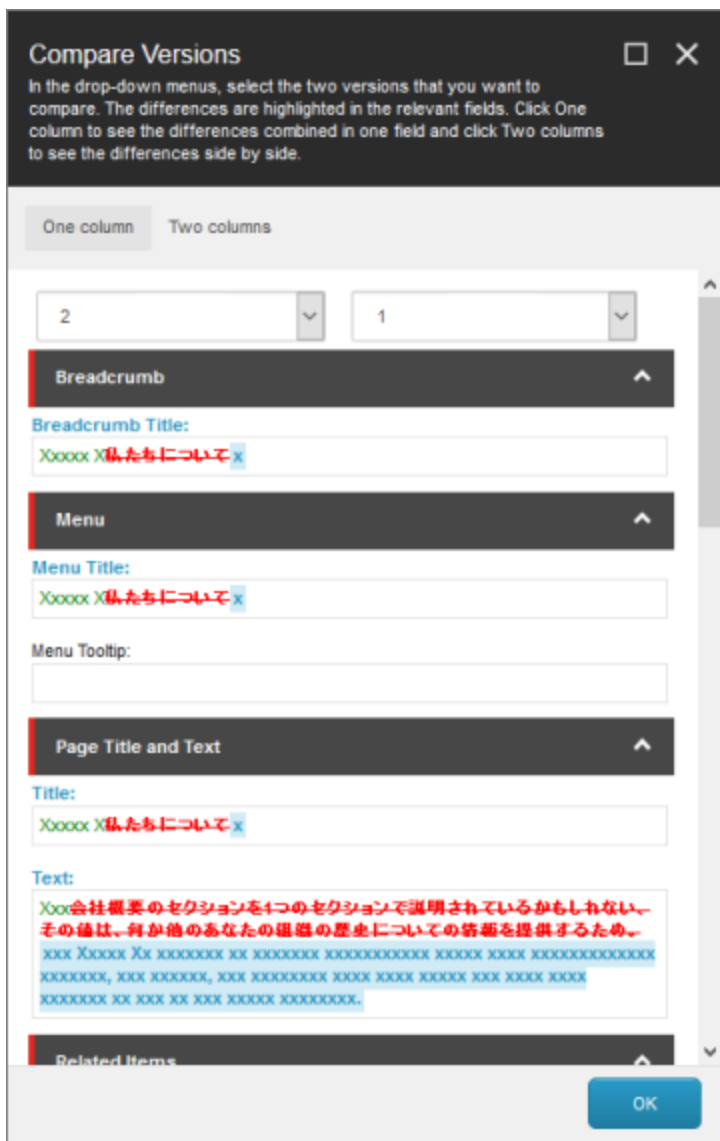 Compare Versions
In the drop-down menus, select the two versions that you want to
compare. The differences are highlighted in the relevant fields. Click One
column to see the differences combined in one field and click Two columns
to see the differences side by side.
One column Two columns
2 1
Breadcrumb
Breadcrumb Title:
Xxxxx X私たちについて x
Menu
Menu Title:
Xxxxx X私たちについて x
Menu Tooltip:
Page Title and Text
Title:
Xxxxx X私たちについて x
Text:
Xxx会社概要のセクションを1つのセクションで説明されているかもしれない、
その値は、何か他のあなたの組織の歴史についての情報を提供するため。
xxx Xxxxx Xx xxxxxxx xx xxxxxxx xxxxxxxxxxx xxxxx xxxx xxxxxxxxxxxxx
xxxxxxx, xxx xxxxxx, xxx xxxxxxxx xxxx xxxx xxxxx xxx xxxx xxxx
xxxxxxx xx xxx xx xxx xxxxx xxxxxxxx.
Related Items
OK